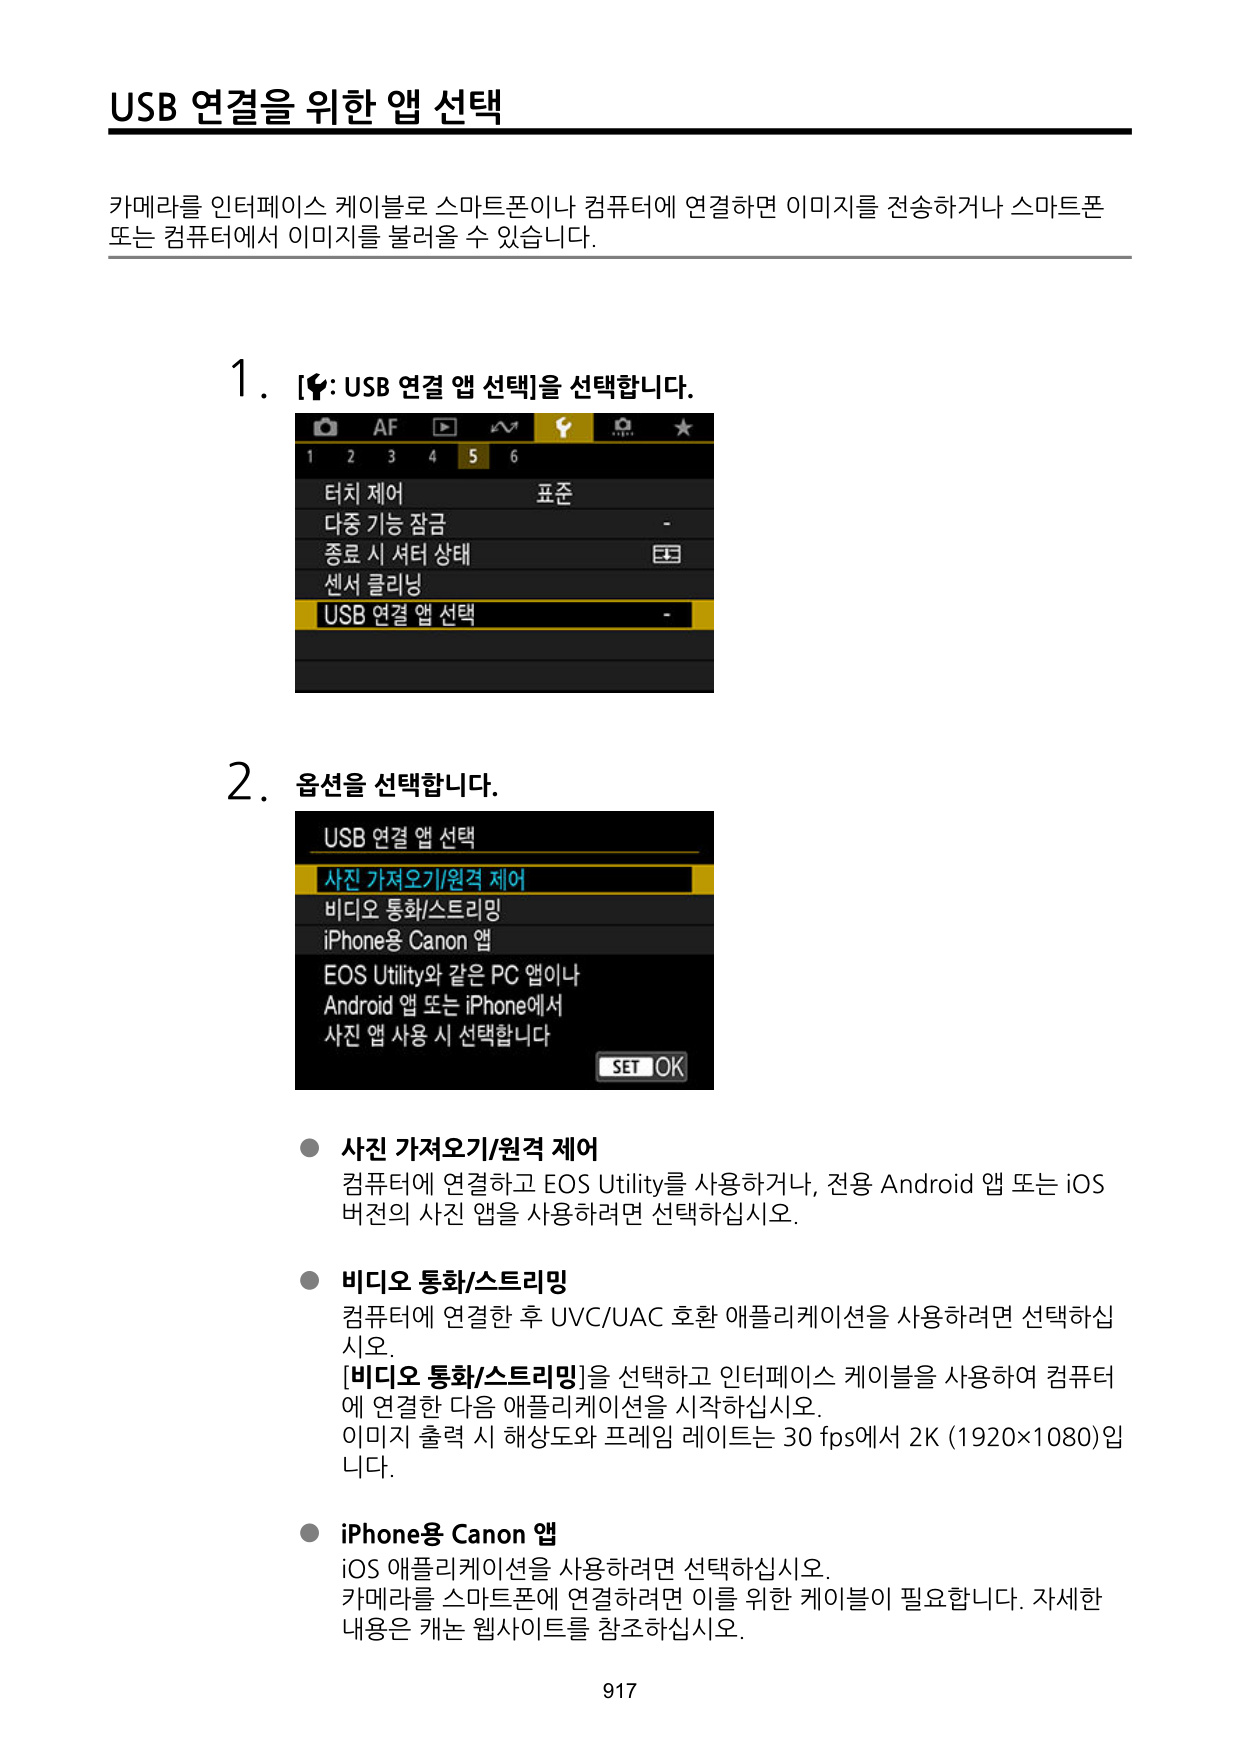 USB 연결을 위한 앱 선택
카메라를 인터페이스 케이블로 스마트폰이나 컴퓨터에 연결하면 이미지를 전송하거나 스마트폰
또는 컴퓨터에서 이미지를 불러올 수 있습니다.
1. [: USB 연결 앱 선택]을 선택합니다.
AF
1 2 3 4 5 6
터치 제어 표준
다중 기능 잠금 -
종료 시 셔터 상태
센서 클리닝
USB 연결 앱 선택 -
2. 옵션을 선택합니다.
USB 연결 앱 선택
사진 가져오기/원격 제어
비디오 통화/스트리밍
iPhone용 Canon 앱
EOS Utility와 같은 PC 앱이나
Android 앱 또는 iPhone에서
사진 앱 사용 시 선택합니다
SET OK
● 사진 가져오기/원격 제어
컴퓨터에 연결하고 EOS Utility를 사용하거나, 전용 Android 앱 또는 iOS
버전의 사진 앱을 사용하려면 선택하십시오.
● 비디오 통화/스트리밍
컴퓨터에 연결한 후 UVC/UAC 호환 애플리케이션을 사용하려면 선택하십
시오.
[비디오 통화/스트리밍]을 선택하고 인터페이스 케이블을 사용하여 컴퓨터
에 연결한 다음 애플리케이션을 시작하십시오.
이미지 출력 시 해상도와 프레임 레이트는 30 fps에서 2K (1920×1080)입
니다.
● iPhone용 Canon 앱
iOS 애플리케이션을 사용하려면 선택하십시오.
카메라를 스마트폰에 연결하려면 이를 위한 케이블이 필요합니다. 자세한
내용은 캐논 웹사이트를 참조하십시오.
917